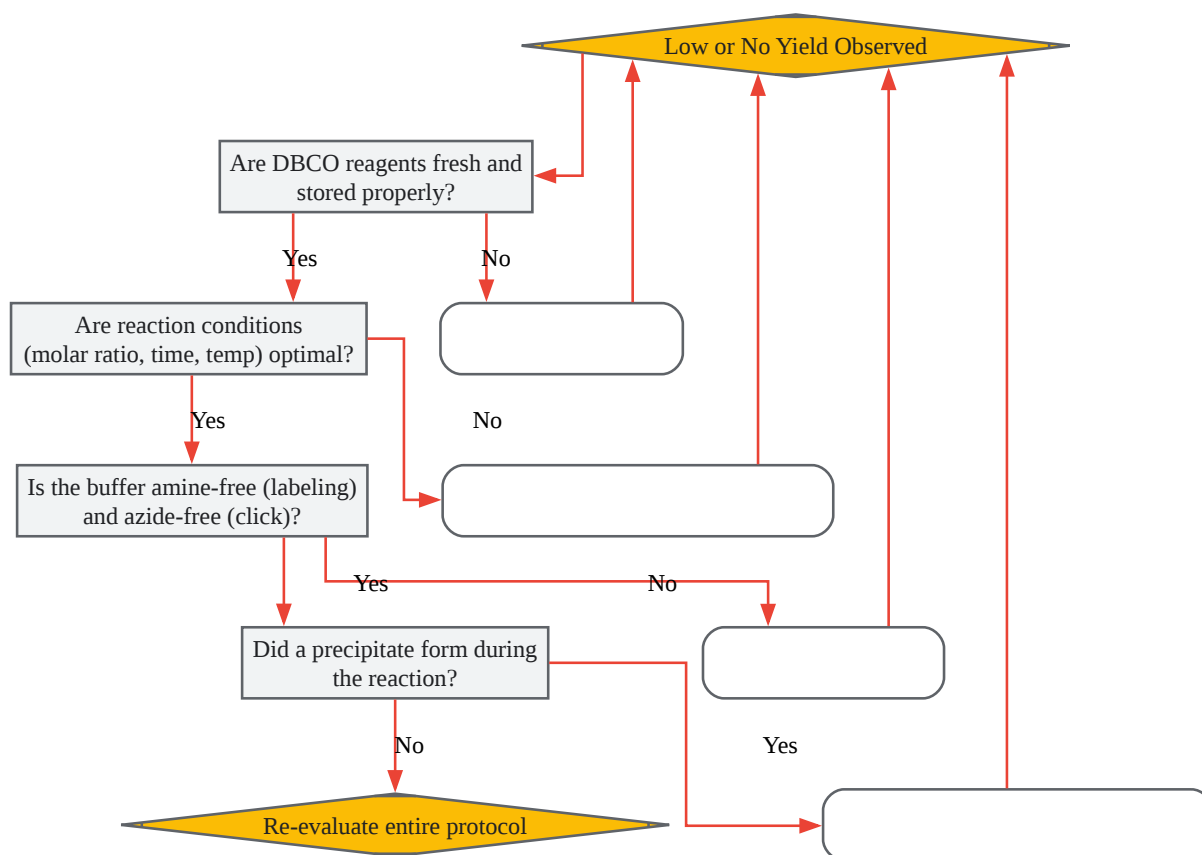 Low or No Yield Observed
Are DBCO reagents fresh and
stored properly?
Yes
No
Are reaction conditions
(molar ratio, time, temp) optimal?
Yes
No
Is the buffer amine-free (labeling)
and azide-free (click)?
Yes
No
Did a precipitate form during
the reaction?
No
Yes
Re-evaluate entire protocol